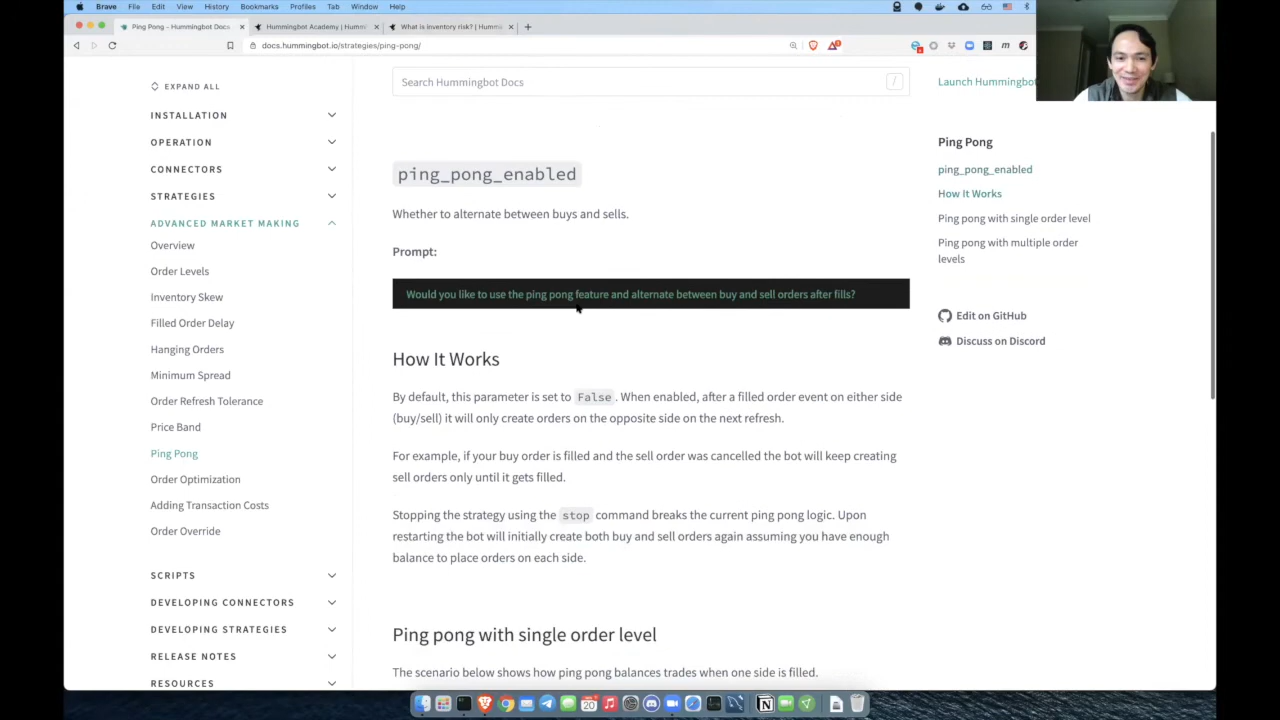 Brave File Edit View History Bookmarks Profiles Tab Window Help
Ping Pong - Hummingbot Docs
Hummingbot Academy | Hummi
What is inventory risk? | Hummi
docs.hummingbot.io/strategies/ping-pong/
EXPAND ALL
INSTALLATION
OPERATION
CONNECTORS
STRATEGIES
ADVANCED MARKET MAKING
Overview
Order Levels
Inventory Skew
Filled Order Delay
Hanging Orders
Minimum Spread
Order Refresh Tolerance
Price Band
Ping Pong
Order Optimization
Adding Transaction Costs
Order Override
SCRIPTS
DEVELOPING CONNECTORS
DEVELOPING STRATEGIES
RELEASE NOTES
RESOURCES
Search Hummingbot Docs /
ping_pong_enabled
Whether to alternate between buys and sells.
Prompt:
Would you like to use the ping pong feature and alternate between buy and sell orders after fills?
How It Works
By default, this parameter is set to False . When enabled, after a filled order event on either side
(buy/sell) it will only create orders on the opposite side on the next refresh.
For example, if your buy order is filled and the sell order was cancelled the bot will keep creating
sell orders only until it gets filled.
Stopping the strategy using the stop command breaks the current ping pong logic. Upon
restarting the bot will initially create both buy and sell orders again assuming you have enough
balance to place orders on each side.
Ping pong with single order level
The scenario below shows how ping pong balances trades when one side is filled.
Launch Hummingbot
Ping Pong
ping_pong_enabled
How It Works
Ping pong with single order level
Ping pong with multiple order
levels
Edit on GitHub
Discuss on Discord
20